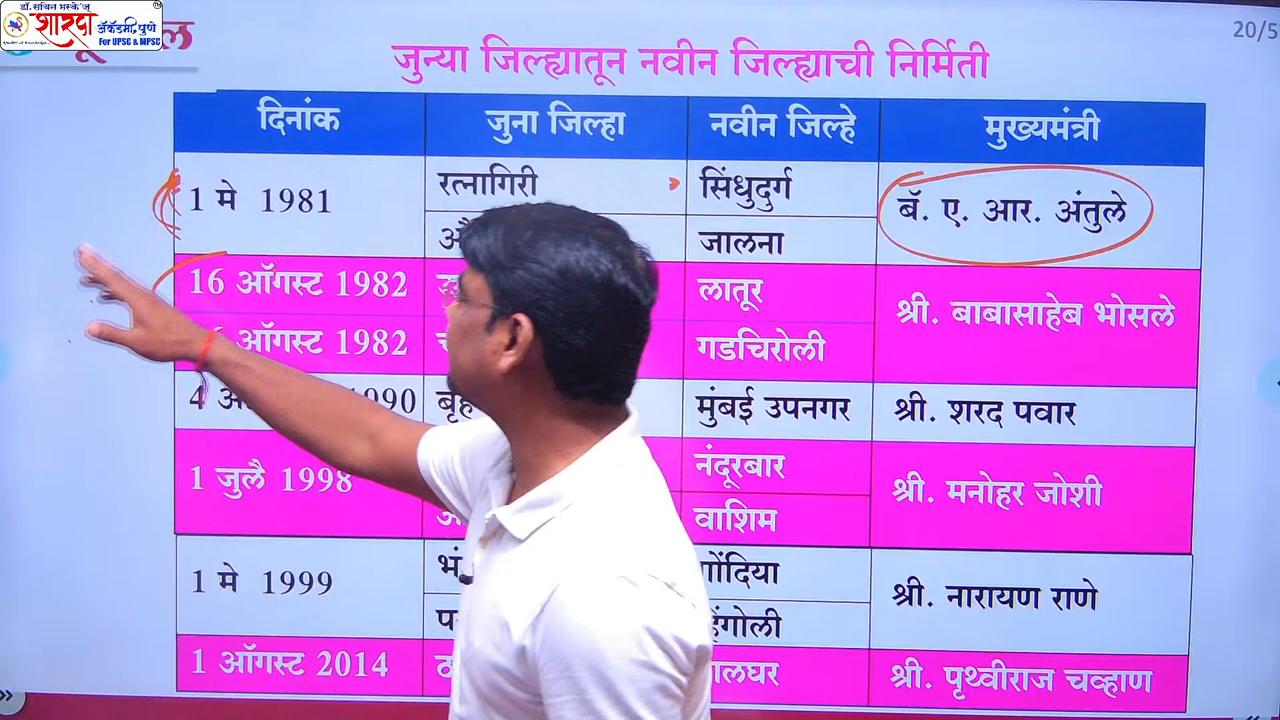 डॉ. सचिन भस्के'ज्
शारदा
अ‍ॅकॅडमी, पुणे
For UPSC & MPSC
20/5
जुन्या जिल्ह्यातून नवीन जिल्ह्याची निर्मिती
दिनांक जुना जिल्हा नवीन जिल्हे मुख्यमंत्री
1 मे 1981 रत्नागिरी सिंधुदुर्ग बॅ. ए. आर. अंतुले
जालना
16 ऑगस्ट 1982 लातूर श्री. बाबासाहेब भोसले
ऑगस्ट 1982 गडचिरोली
4 1990 मुंबई उपनगर श्री. शरद पवार
1 जुलै 1998 नंदूरबार श्री. मनोहर जोशी
वाशिम
1 मे 1999 श्री. नारायण राणे
1 ऑगस्ट 2014 श्री. पृथ्वीराज चव्हाण